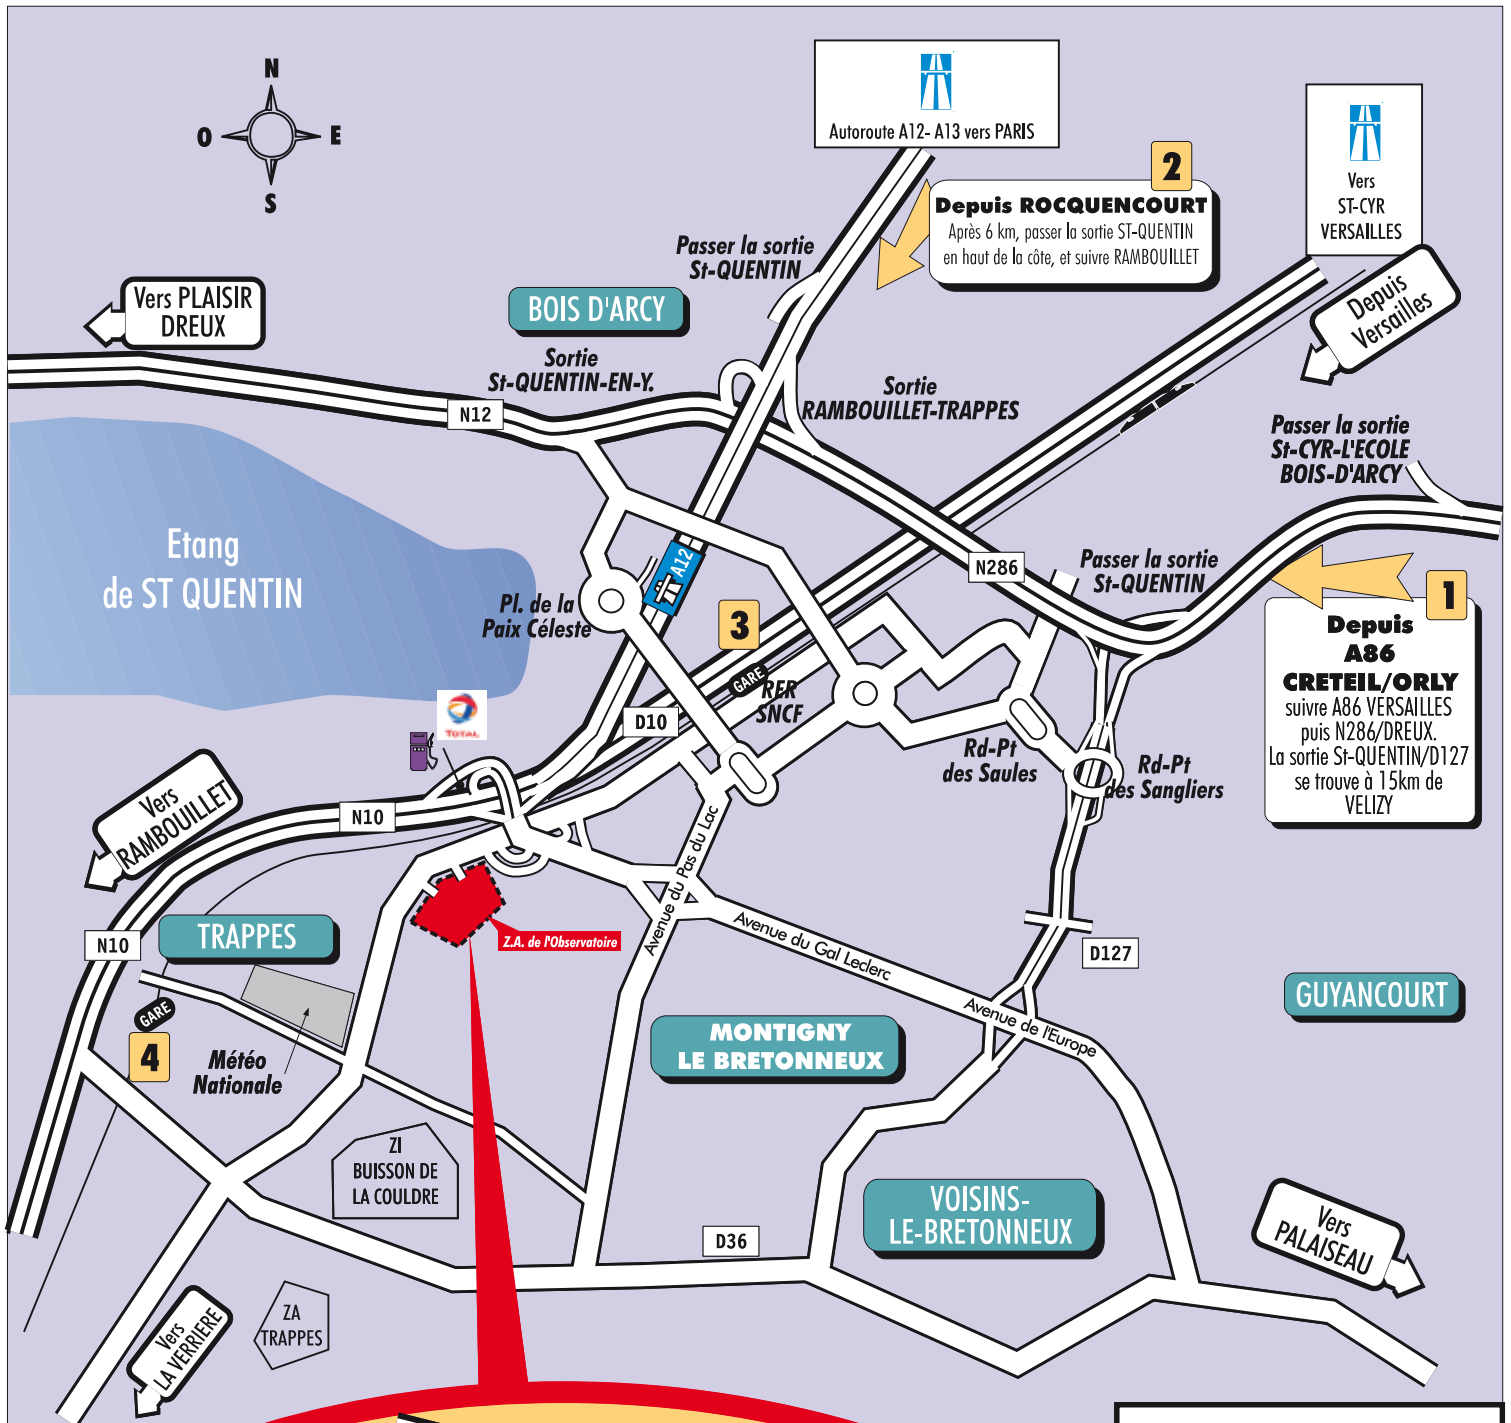 N
O
E
S
Autoroute A12- A13 vers PARIS
Vers
ST-CYR
VERSAILLES
2
Depuis ROCQUENCOURT
Après 6 km, passer la sortie ST-QUENTIN
en haut de la côte, et suivre RAMBOUILLET
Passer la sortie
St-QUENTIN
Vers PLAISIR
DREUX
BOIS D'ARCY
Depuis
Versailles
Sortie
St-QUENTIN-EN-Y.
Sortie
RAMBOUILLET-TRAPPES
N12
Passer la sortie
St-CYR-L'ECOLE
BOIS-D'ARCY
Etang
de ST QUENTIN
A12
N286
Passer la sortie
St-QUENTIN
1
Depuis
A86
CRETEIL/ORLY
suivre A86 VERSAILLES
puis N286/DREUX.
La sortie St-QUENTIN/D127
se trouve à 15km de
VELIZY
Pl. de la
Paix Céleste
3
GARE
RER
SNCF
TOTAL
D10
Rd-Pt
des Saules
Rd-Pt
des Sangliers
Vers
RAMBOUILLET
N10
Avenue du Pas du Lac
N10
TRAPPES
Z.A. de l'Observatoire
Avenue du Gal Leclerc
D127
GUYANCOURT
Avenue de l'Europe
GARE
4
Météo
Nationale
MONTIGNY
LE BRETONNEUX
ZI
BUISSON DE
LA COULDRE
VOISINS-
LE-BRETONNEUX
D36
Vers
PALAISEAU
ZA
TRAPPES
Vers
LA VERRIERE